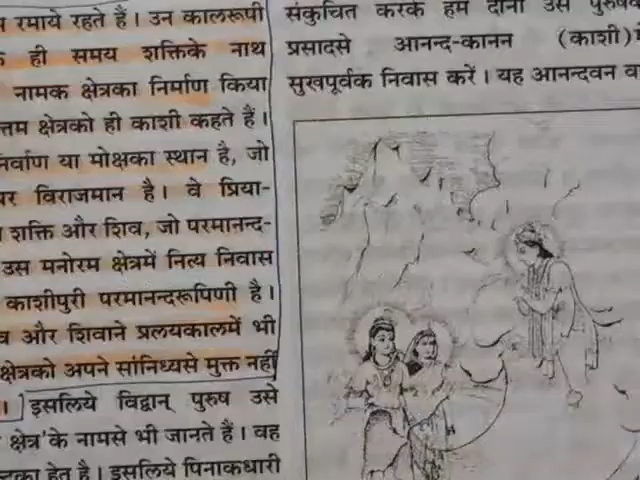 रमाये रहते हैं। उन कालरूपी
ही समय शक्तिके नाथ
नामक क्षेत्रका निर्माण किया
क्षेत्रको ही काशी कहते हैं।
या मोक्षका स्थान है, जो
विराजमान है। वे प्रिया-
शक्ति और शिव, जो परमानन्द-
उस मनोरम क्षेत्रमें नित्य निवास
काशीपुरी परमानन्दरूपिणी है।
और शिवाने प्रलयकालमें भी
क्षेत्रको अपने सांनिध्यसे मुक्त नहीं
। इसलिये विद्वान् पुरुष उसे
क्षेत्र'के नामसे भी जानते हैं। वह
हेतु है। इसलिये पिनाकधारी
संकुचित करके हम दोनों उस
प्रसादसे आनन्द-कानन (काशी)
सुखपूर्वक निवास करें। यह आनन्दवन